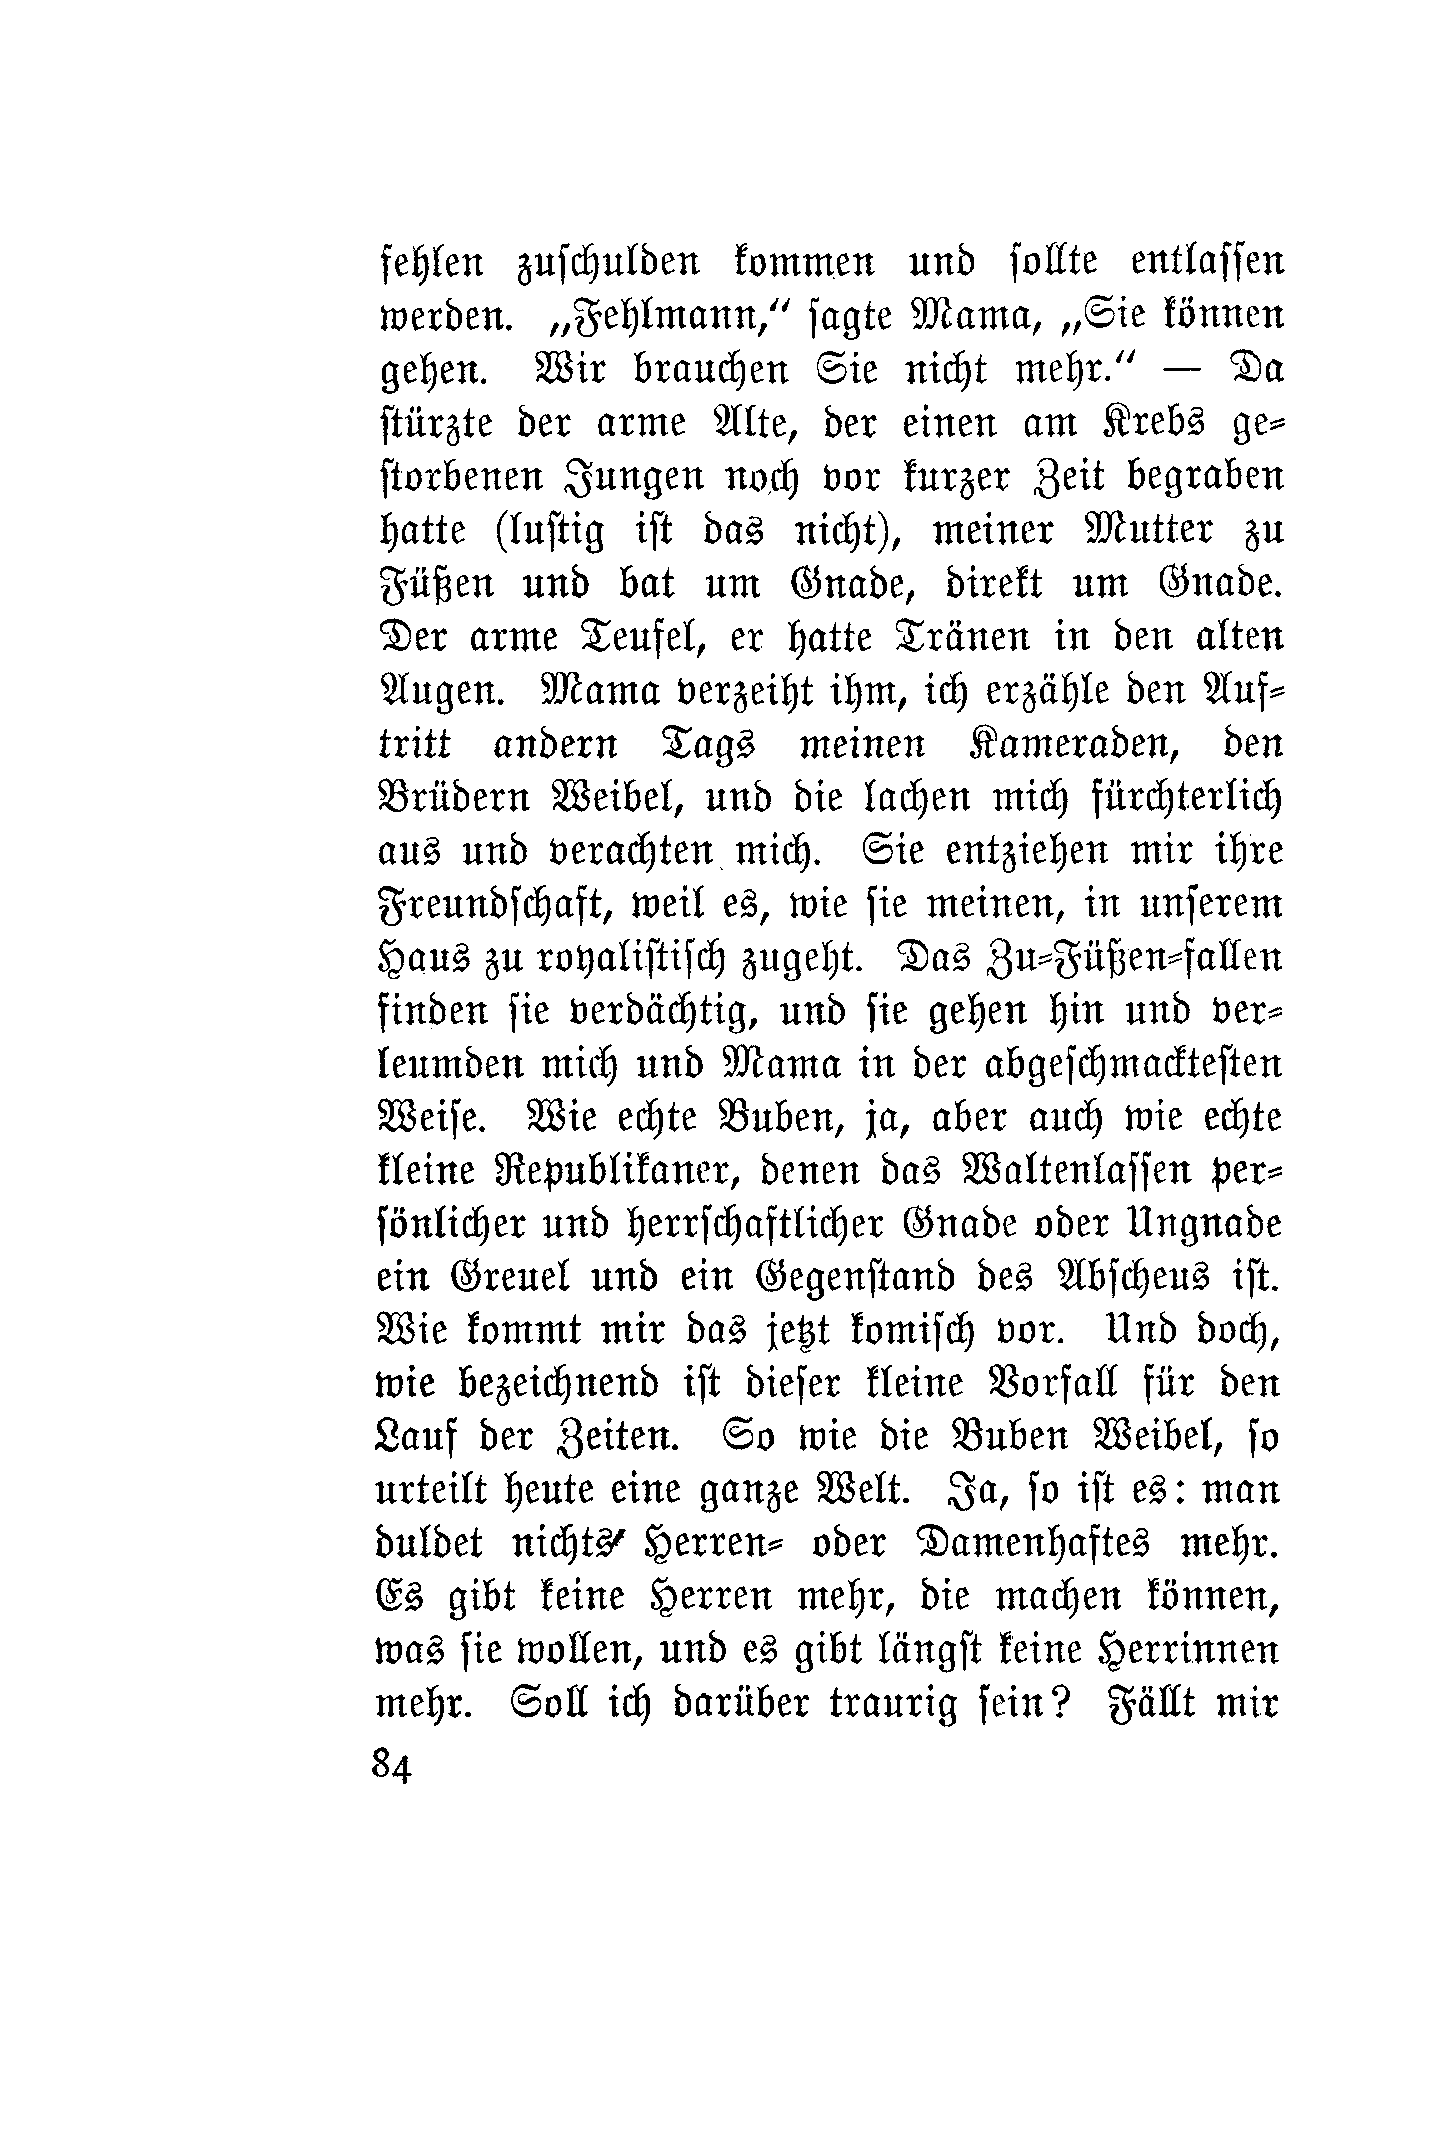 fehlen zuſchulden kommen und ſollte entlaſſen
werden. „Fehlmann,“ ſagte Mama, „Sie können
gehen. Wir brauchen Sie nicht mehr.“ — Da
ſtürzte der arme Alte, der einen am Krebs ge⸗
ſtorbenen Jungen noch vor kurzer Zeit begraben
hatte (luſtig iſt das nicht), meiner Mutter zu
Füßen und bat um Gnade, direkt um Gnade.
Der arme Teufel, er hatte Tränen in den alten
Augen. Mama verzeiht ihm, ich erzähle den Auf⸗
tritt andern Tags meinen Kameraden, den
Brüdern Weibel, und die lachen mich fürchterlich
aus und verachten mich. Sie entziehen mir ihre
Freundſchaft, weil es, wie ſie meinen, in unſerem
Haus zu royaliſtiſch zugeht. Das Zu⸗Füßen⸗fallen
finden ſie verdächtig, und ſie gehen hin und ver⸗
leumden mich und Mama in der abgeſchmackteſten
Weiſe. Wie echte Buben, ja, aber auch wie echte
kleine Republikaner, denen das Waltenlaſſen per⸗
ſönlicher und herrſchaftlicher Gnade oder Ungnade
ein Greuel und ein Gegenſtand des Abſcheus iſt.
Wie kommt mir das jetzt komiſch vor. Und doch,
wie bezeichnend iſt dieſer kleine Vorfall für den
Lauf der Zeiten. So wie die Buben Weibel, ſo
urteilt heute eine ganze Welt. Ja, ſo iſt es: man
duldet nichts Herren⸗ oder Damenhaftes mehr.
Es gibt keine Herren mehr, die machen können,
was ſie wollen, und es gibt längſt keine Herrinnen
mehr. Soll ich darüber traurig ſein? Fällt mir
84